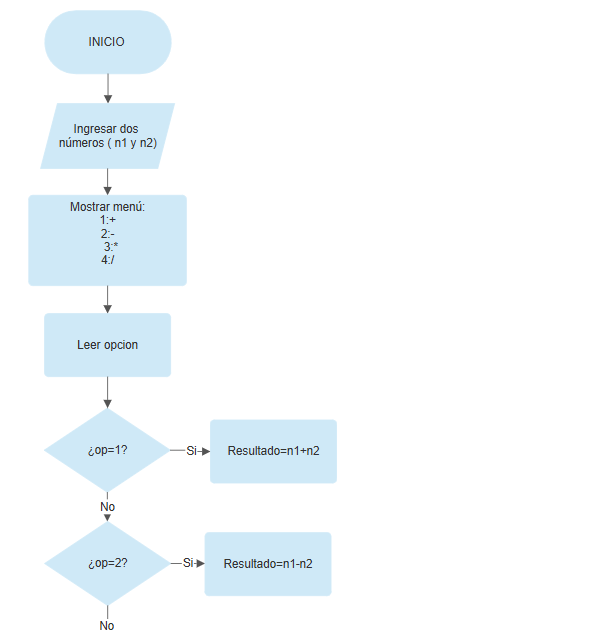 INICIO
Ingresar dos
números ( n1 y n2)
Mostrar menú:
1:+
2:-
3:*
4:/
Leer opcion
¿op=1?
Si
Resultado=n1+n2
No
¿op=2?
Si
Resultado=n1-n2
No